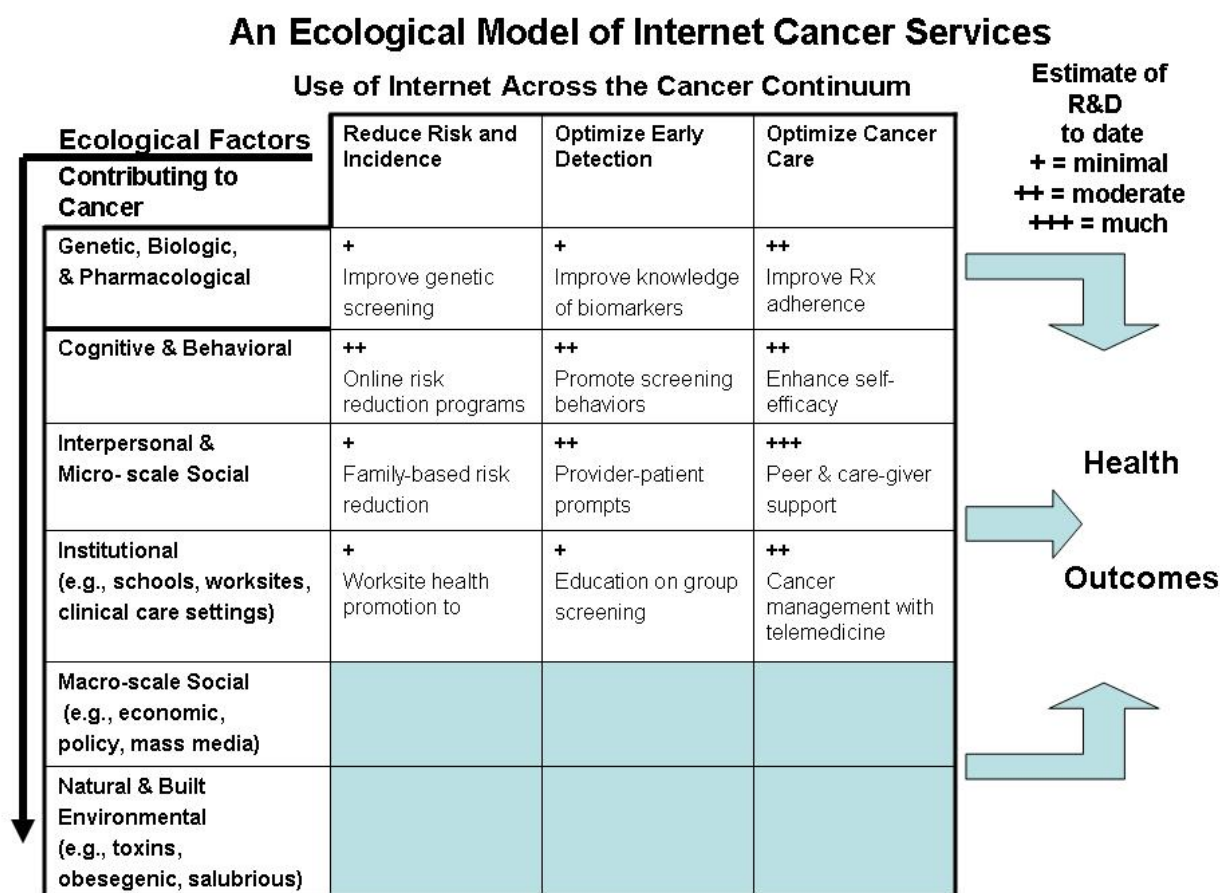 An Ecological Model of Internet Cancer Services
Use of Internet Across the Cancer Continuum
Estimate of
R&D
to date
+ = minimal
++ = moderate
+++ = much
Ecological Factors
Contributing to
Cancer
Reduce Risk and
Incidence
Optimize Early
Detection
Optimize Cancer
Care
Genetic, Biologic,
& Pharmacological
+
Improve genetic
screening
+
Improve knowledge
of biomarkers
++
Improve Rx
adherence
Cognitive & Behavioral
++
Online risk
reduction programs
++
Promote screening
behaviors
++
Enhance self-
efficacy
Interpersonal &
Micro- scale Social
+
Family-based risk
reduction
++
Provider-patient
prompts
+++
Peer & care-giver
support
Institutional
(e.g., schools, worksites,
clinical care settings)
+
Worksite health
promotion to
+
Education on group
screening
++
Cancer
management with
telemedicine
Macro-scale Social
(e.g., economic,
policy, mass media)
Natural & Built
Environmental
(e.g., toxins,
obesegenic, salubrious)
Health
Outcomes